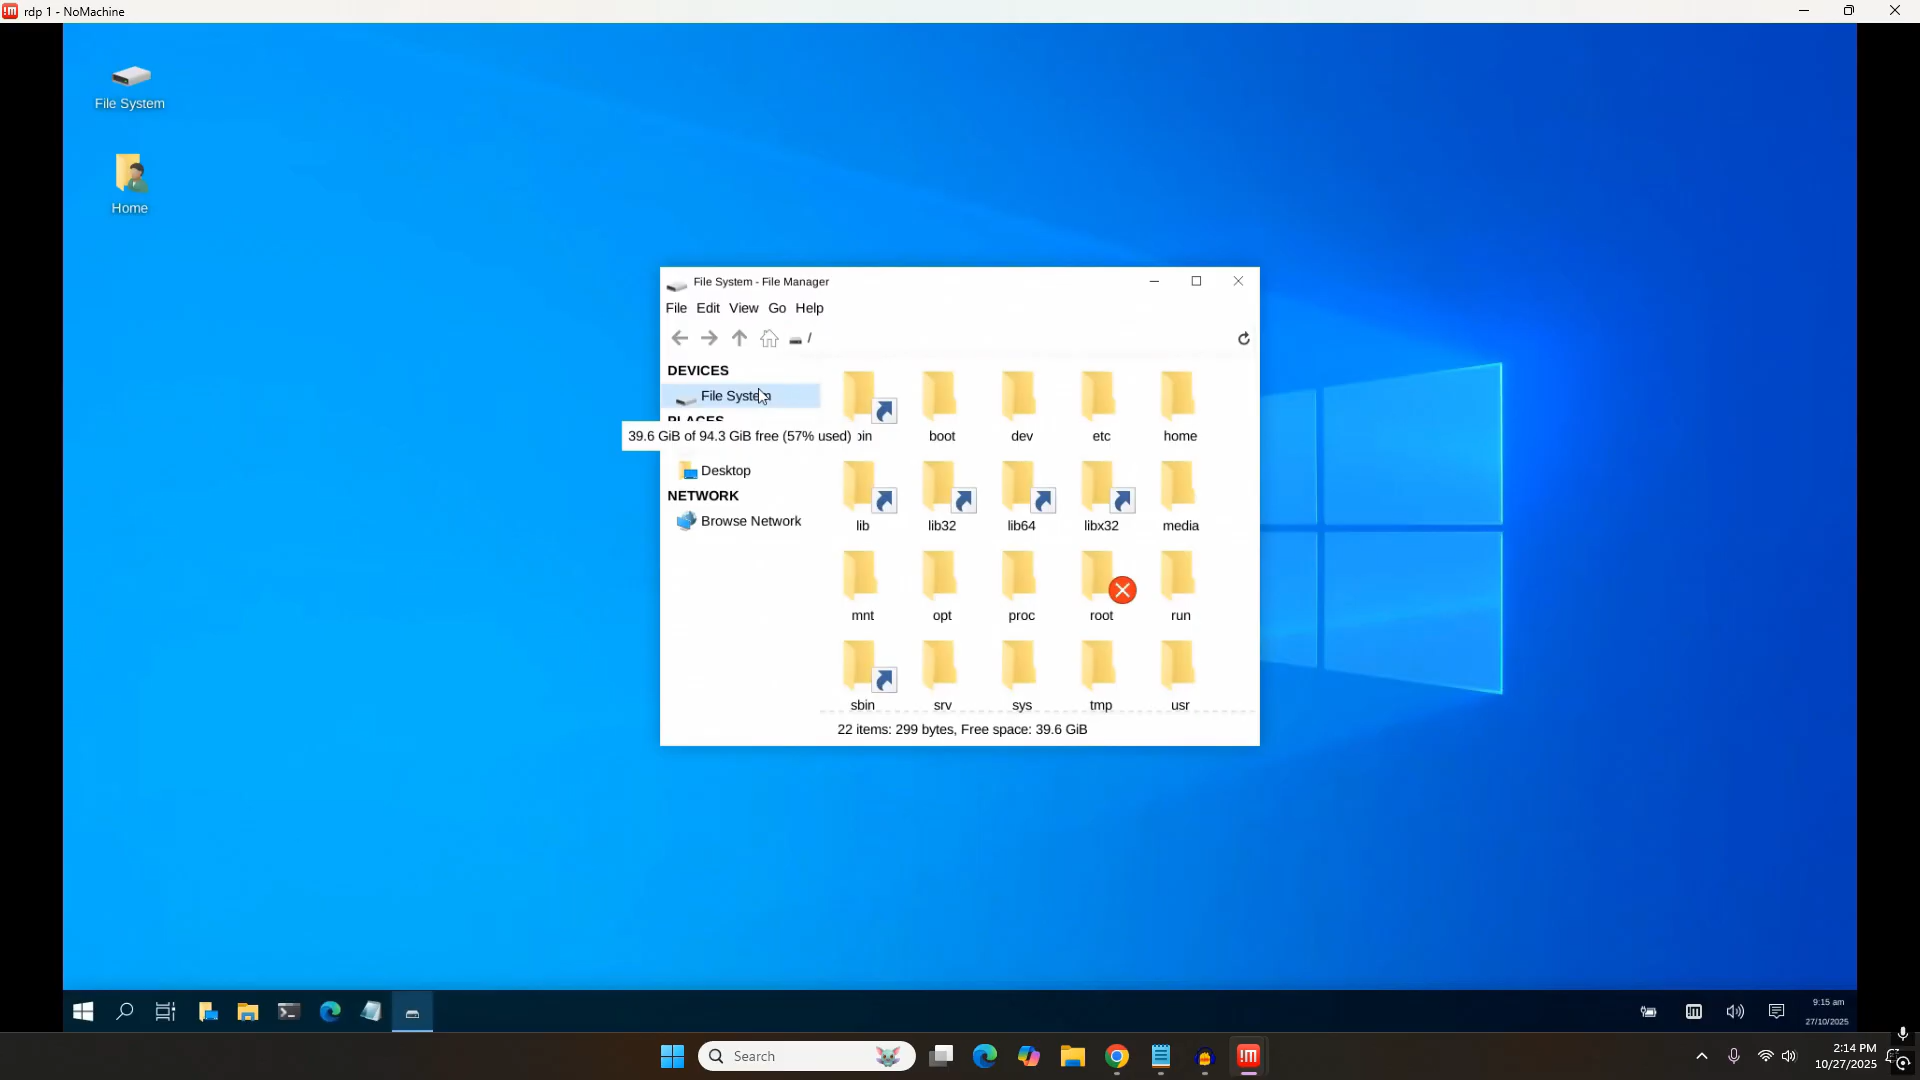 rdp 1 - NoMachine
File System
Home
File System - File Manager
File Edit View Go Help
/
DEVICES
File System
39.6 GiB of 94.3 GiB free (57% used)
Desktop
NETWORK
Browse Network
boot dev etc home
lib lib32 lib64 libx32 media
mnt opt proc root run
sbin srv sys tmp usr
22 items: 299 bytes, Free space: 39.6 GiB
9:15 am
27/10/2025
Search
2:14 PM
10/27/2025